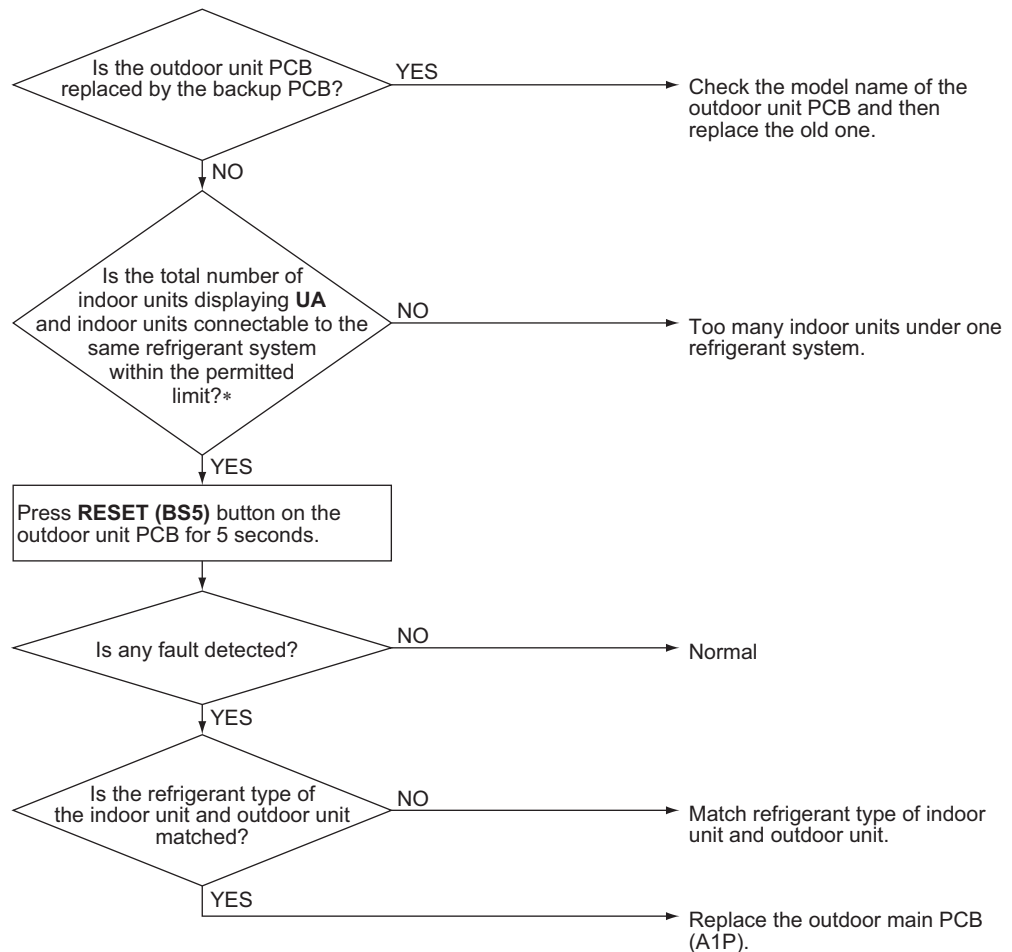 Is the outdoor unit PCB
replaced by the backup PCB?
YES
Check the model name of the
outdoor unit PCB and then
replace the old one.
NO
Is the total number of
indoor units displaying UA
and indoor units connectable to the
same refrigerant system
within the permitted
limit?*
NO
Too many indoor units under one
refrigerant system.
YES
Press RESET (BS5) button on the
outdoor unit PCB for 5 seconds.
Is any fault detected?
NO
Normal
YES
Is the refrigerant type of
the indoor unit and outdoor unit
matched?
NO
Match refrigerant type of indoor
unit and outdoor unit.
YES
Replace the outdoor main PCB
(A1P).